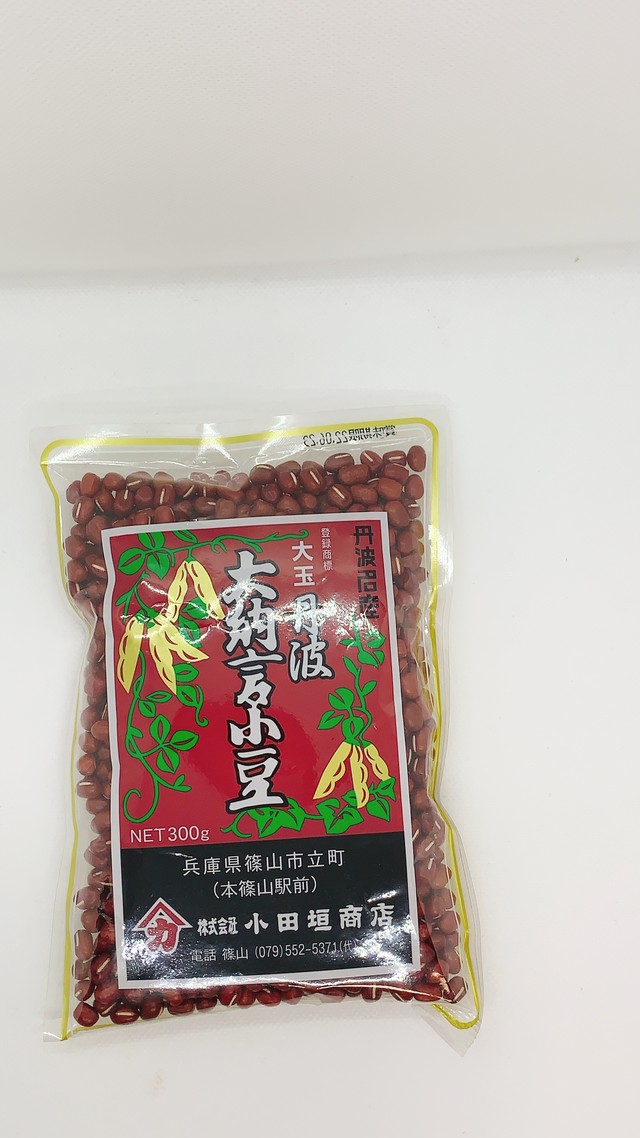 賞味期限22.06.23
丹波名産
登録商標
大玉丹波
大納言小豆
NET300g
兵庫県篠山市立町
(本篠山駅前)
カ
株式会社 小田垣商店
電話 篠山 (079)552-5371(代)